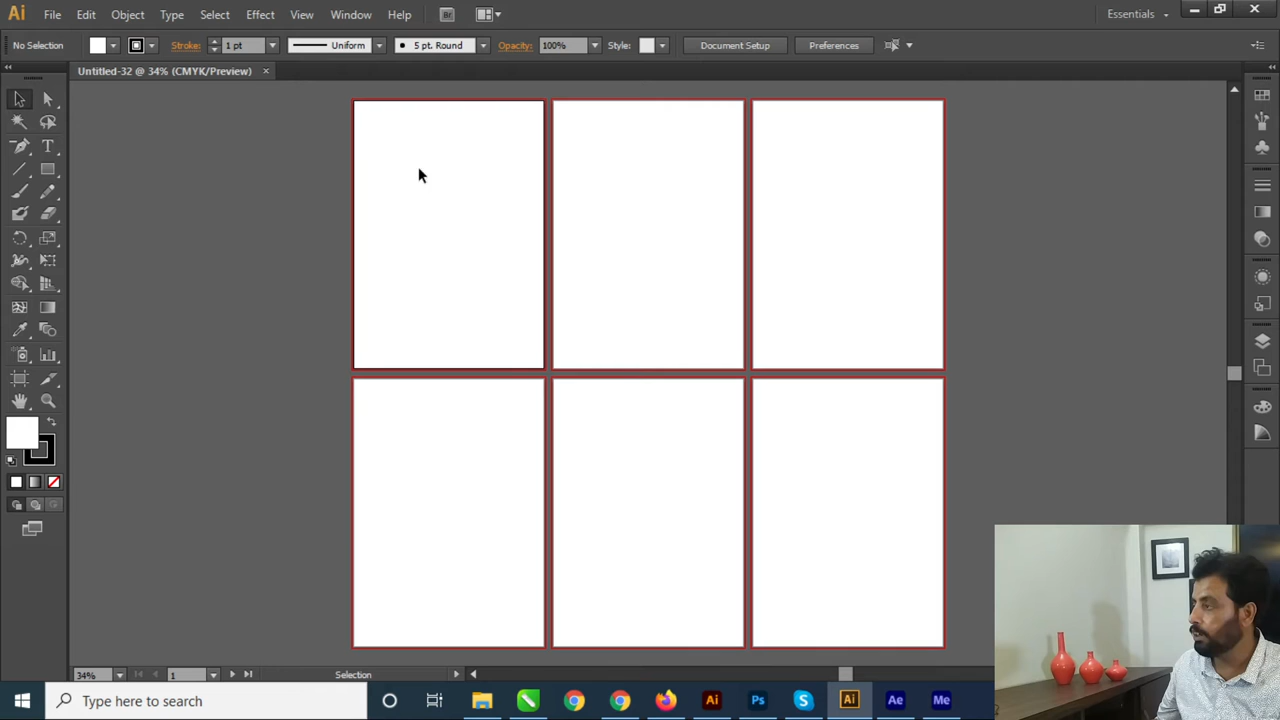 Ai File Edit Object Type Select Effect View Window Help Br Essentials
No Selection Stroke: 1 pt Uniform 5 pt. Round Opacity: 100% Style: Document Setup Preferences
Untitled-32 @ 34% (CMYK/Preview) ×
T
34% 1 Selection
Type here to search Ai Ps S Ai Ae Me